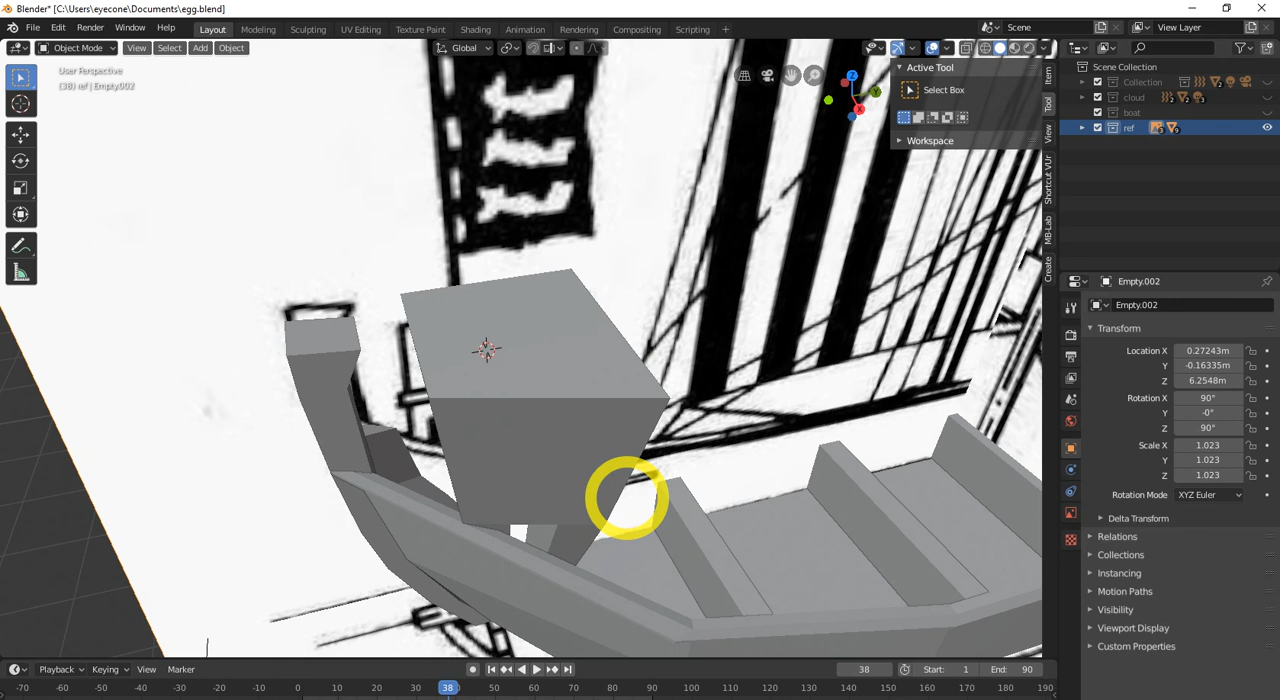 Blender* [C:\Users\eyecone\Documents\egg.blend]
File Edit Render Window Help Layout Modeling Sculpting UV Editing Texture Paint Shading Animation Rendering Compositing Scripting + Scene View Layer
Object Mode View Select Add Object Global
User Perspective
(38) ref | Empty.002
Z
Y
X
Active Tool
Select Box
Workspace
Item
Tool
View
Shortcut VUr
MB-Lab
Create
Scene Collection
Collection 2
cloud 2 2 3
boat
ref 3 9
Empty.002
Empty.002
Transform
Location X 0.27243m
Y -0.16335m
Z 6.2548m
Rotation X 90°
Y -0°
Z 90°
Scale X 1.023
Y 1.023
Z 1.023
Rotation Mode XYZ Euler
Delta Transform
Relations
Collections
Instancing
Motion Paths
Visibility
Viewport Display
Custom Properties
Playback Keying View Marker 38 Start: 1 End: 90
-70 -60 -50 -40 -30 -20 -10 0 10 20 30 38 50 60 70 80 90 100 110 120 130 140 150 160 170 180 190